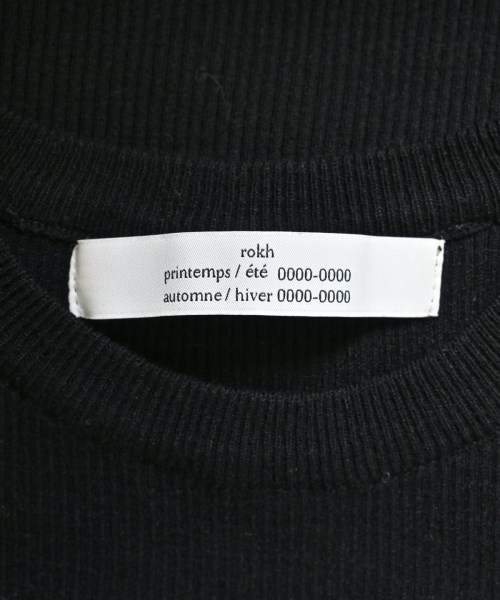 rokh
printemps / été 0000-0000
automne / hiver 0000-0000